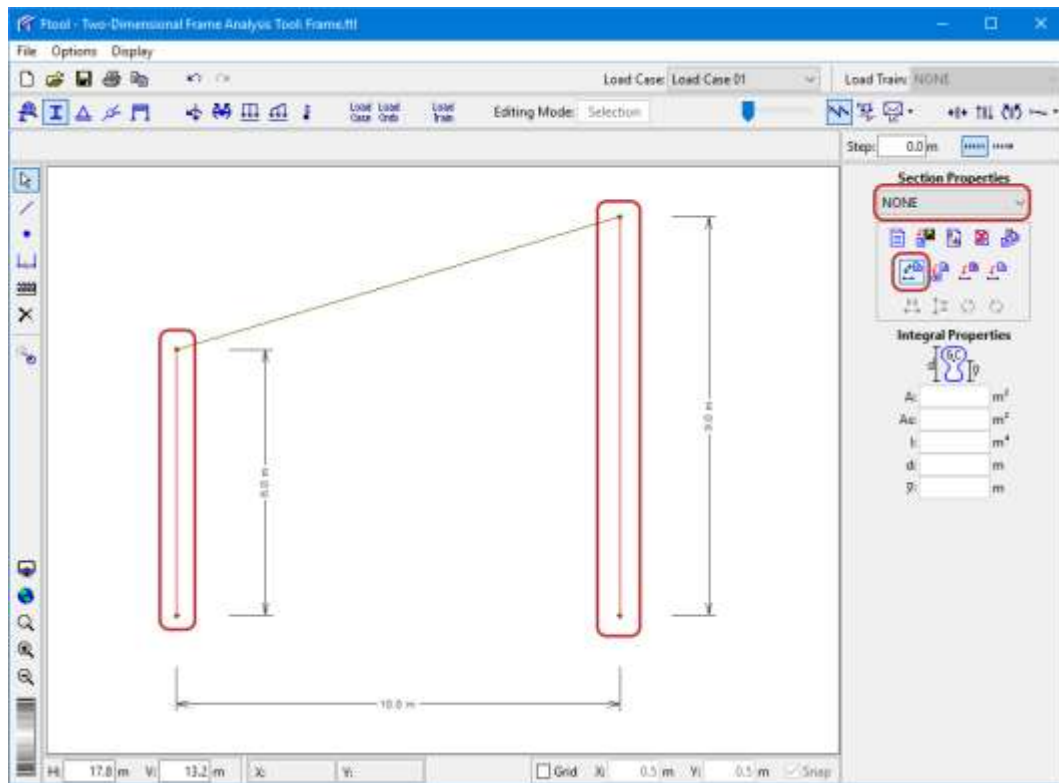 Ftool - Two-Dimensional Frame Analysis Tool: Frame.ftl
File Options Display
Load Case: Load Case 01 Load Train: NONE
Load Case Load Cmb Load Train Editing Mode: Selection
Step: 0.0 m
Section Properties
NONE
Integral Properties
A: m²
As: m²
I: m⁴
d: m
ȳ: m
9.0 m
10.0 m
H: 17.8 m V: 13.2 m X: Y: Grid X: 0.5 m Y: 0.5 m Snap